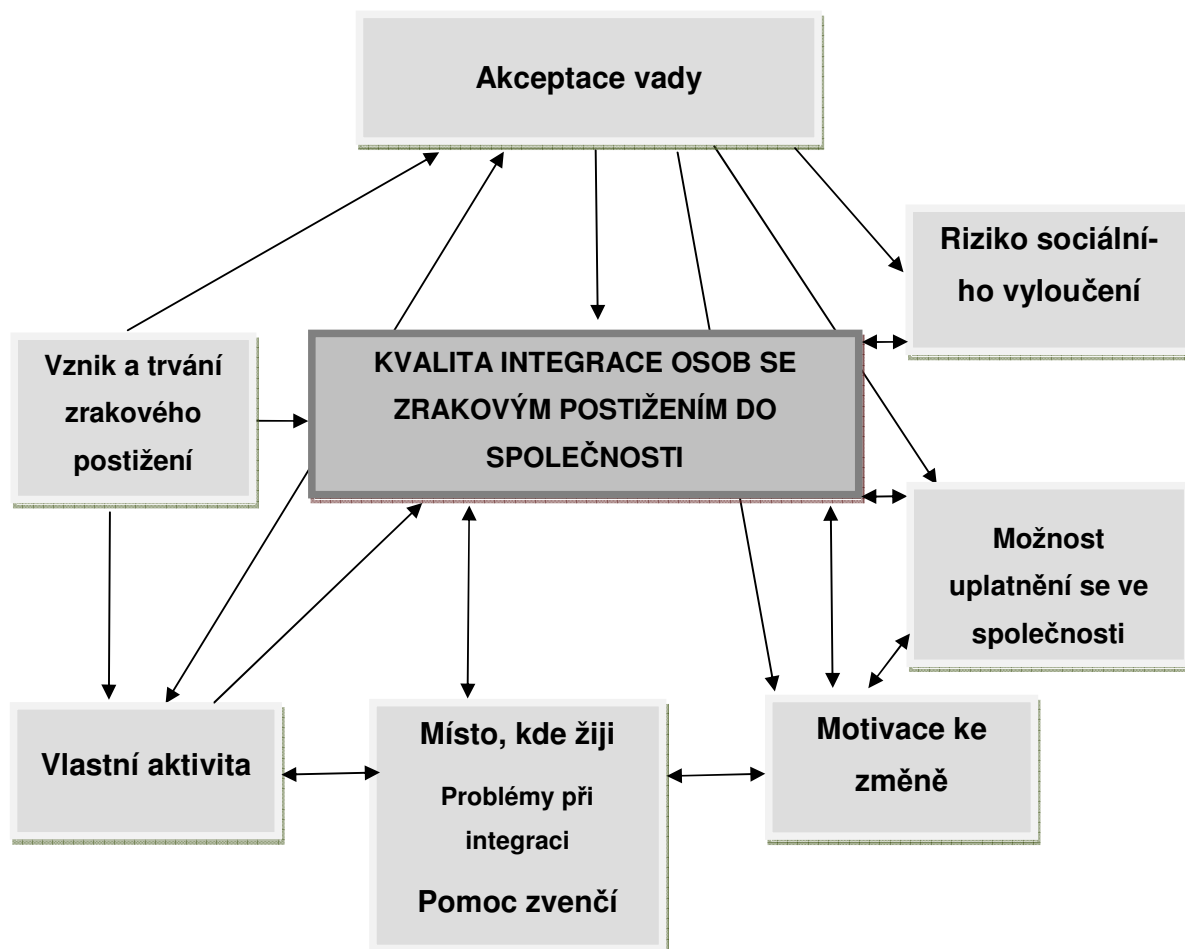 Akceptace vady
Riziko sociální-
ho vyloučení
Vznik a trvání
zrakového
postižení
KVALITA INTEGRACE OSOB SE
ZRAKOVÝM POSTIŽENÍM DO
SPOLEČNOSTI
Možnost
uplatnění se ve
společnosti
Vlastní aktivita
Místo, kde žiji
Problémy při
integraci
Pomoc zvenčí
Motivace ke
změně